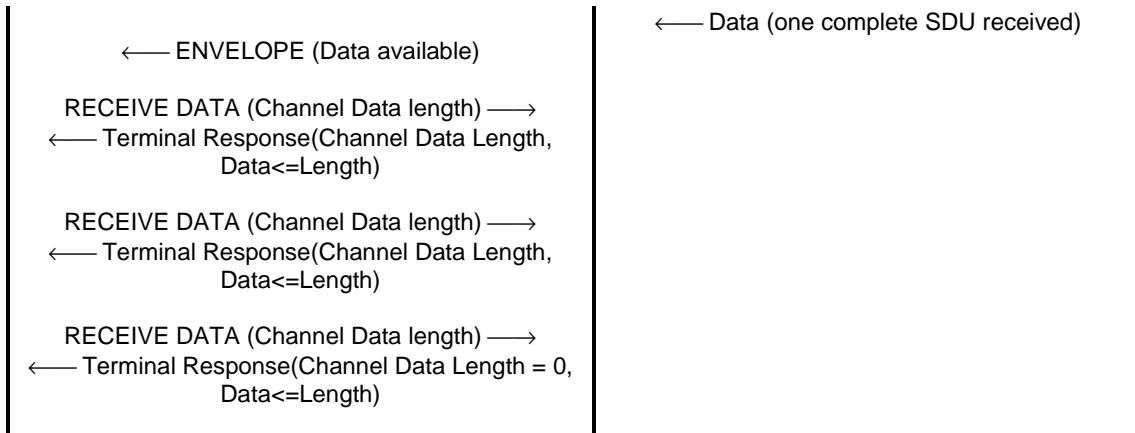 ⟵ Data (one complete SDU received)
⟵ ENVELOPE (Data available)
RECEIVE DATA (Channel Data length) ⟶
⟵ Terminal Response(Channel Data Length,
Data<=Length)
RECEIVE DATA (Channel Data length) ⟶
⟵ Terminal Response(Channel Data Length,
Data<=Length)
RECEIVE DATA (Channel Data length) ⟶
⟵ Terminal Response(Channel Data Length = 0,
Data<=Length)